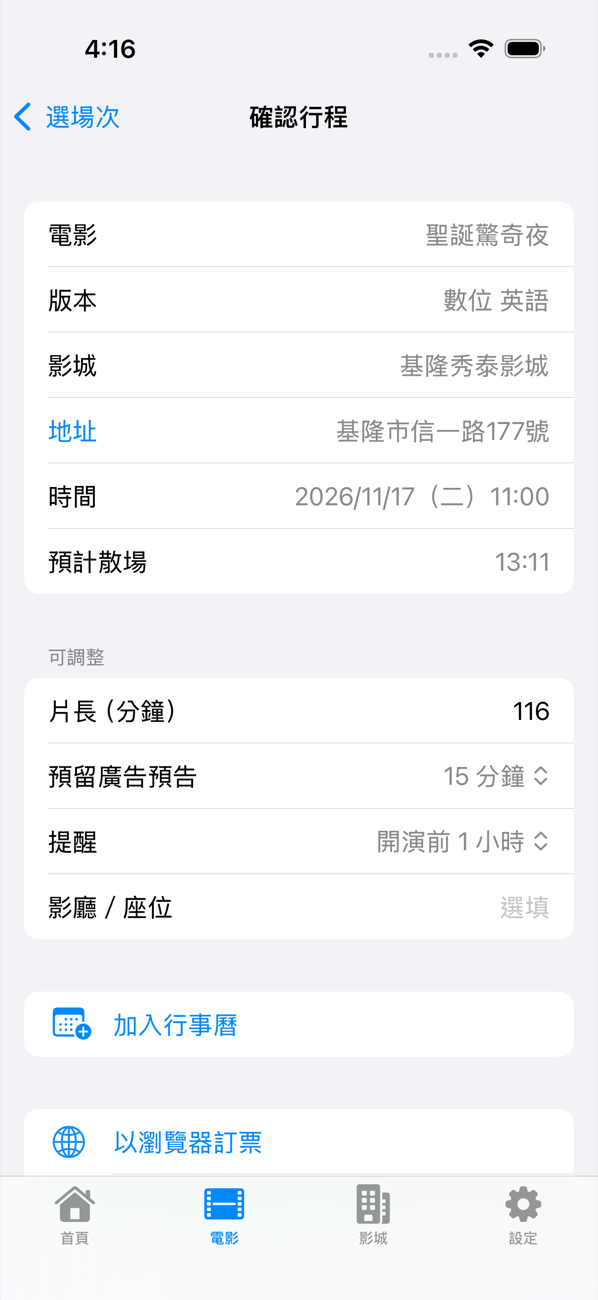 4:16
選場次
確認行程
電影 聖誕驚奇夜
版本 數位 英語
影城 基隆秀泰影城
地址 基隆市信一路177號
時間 2026/11/17（二）11:00
預計散場 13:11
可調整
片長（分鐘） 116
預留廣告預告 15 分鐘
提醒 開演前 1 小時
影廳 / 座位 選填
加入行事曆
以瀏覽器訂票
首頁 電影 影城 設定